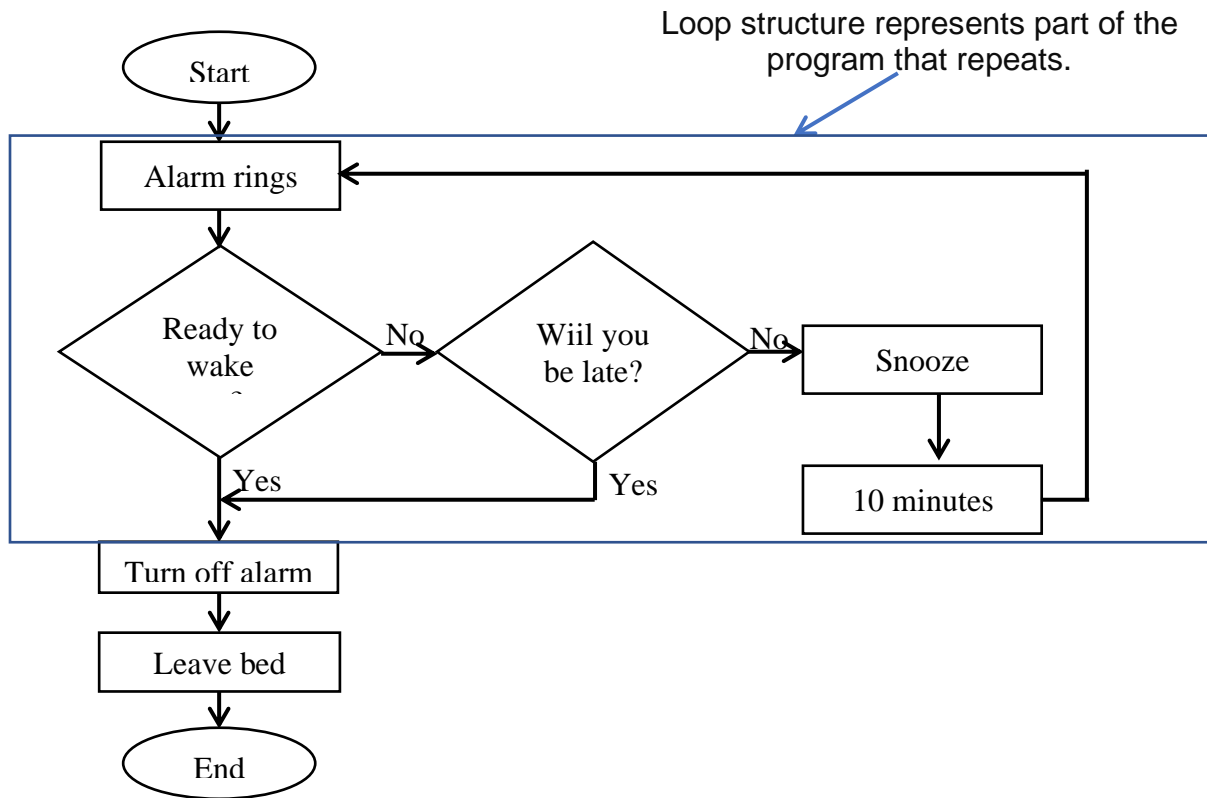 Loop structure represents part of the
program that repeats.
Start
Alarm rings
Ready to
wake
No
Wiil you
be late?
No
Snooze
Yes
Yes
10 minutes
Turn off alarm
Leave bed
End